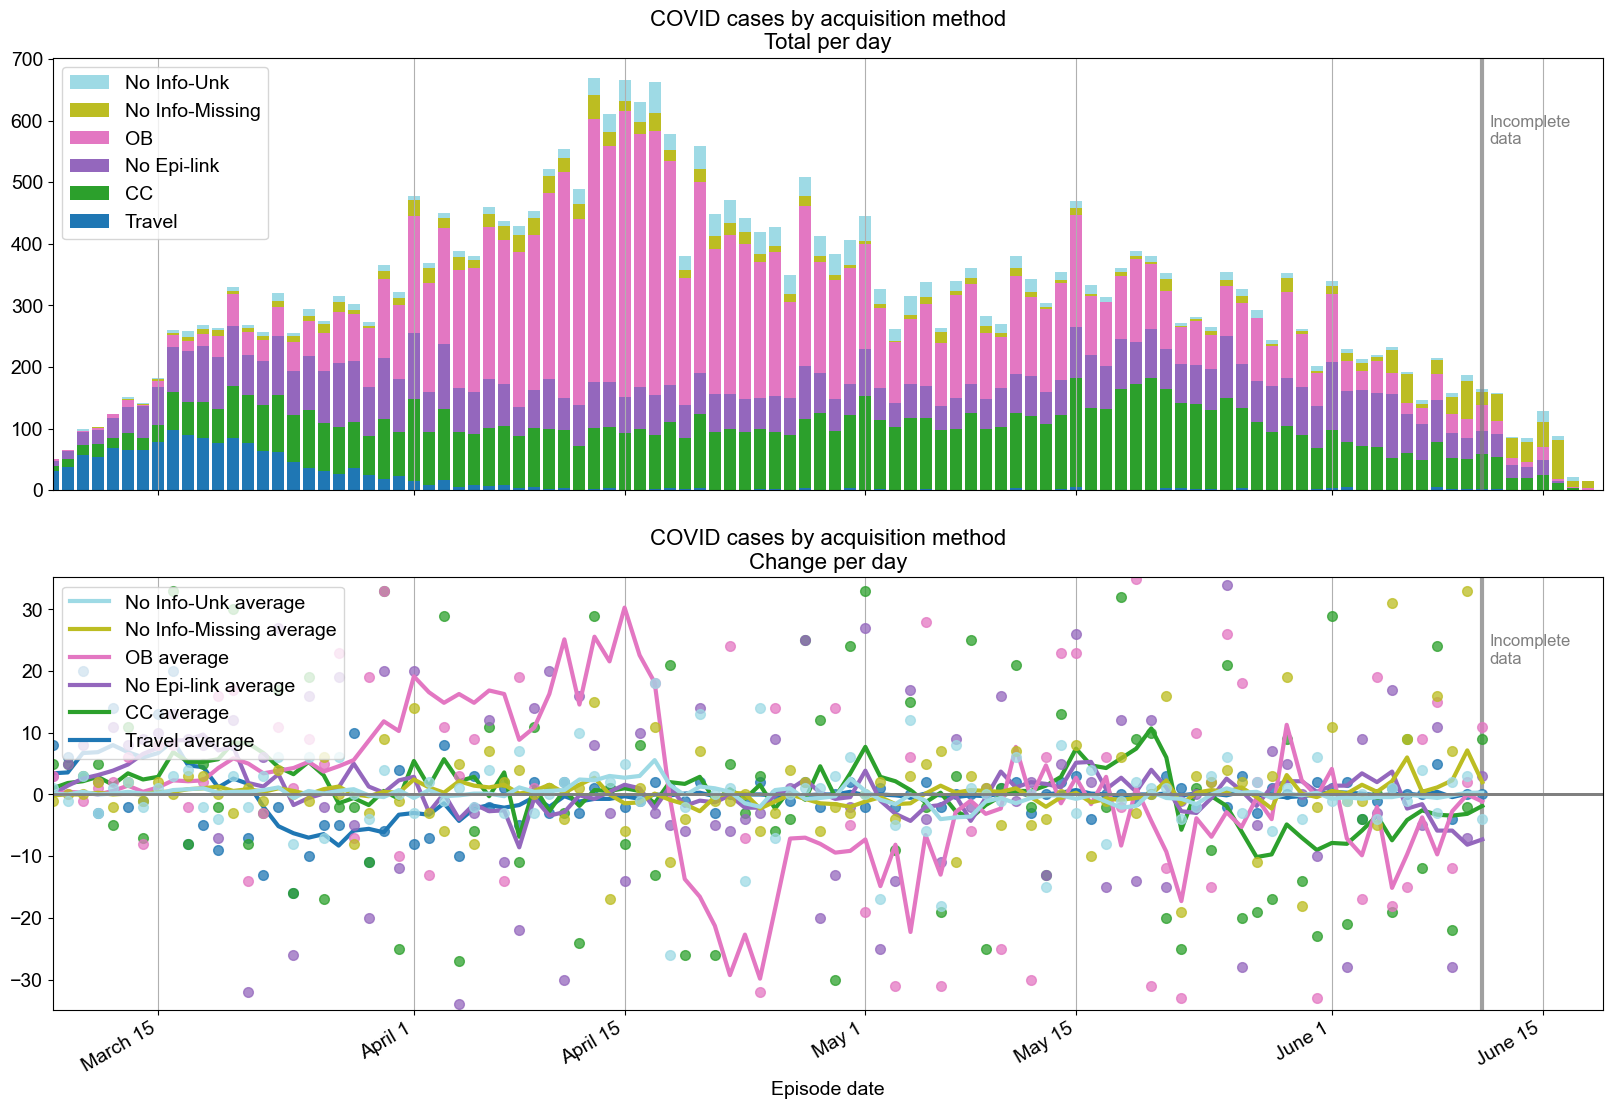 COVID cases by acquisition method
Total per day
700
600
500
400
300
200
100
0
No Info-Unk
No Info-Missing
OB
No Epi-link
CC
Travel
Incomplete
data
COVID cases by acquisition method
Change per day
30
20
10
0
−10
−20
−30
No Info-Unk average
No Info-Missing average
OB average
No Epi-link average
CC average
Travel average
Incomplete
data
March 15
April 1
April 15
May 1
May 15
June 1
June 15
Episode date